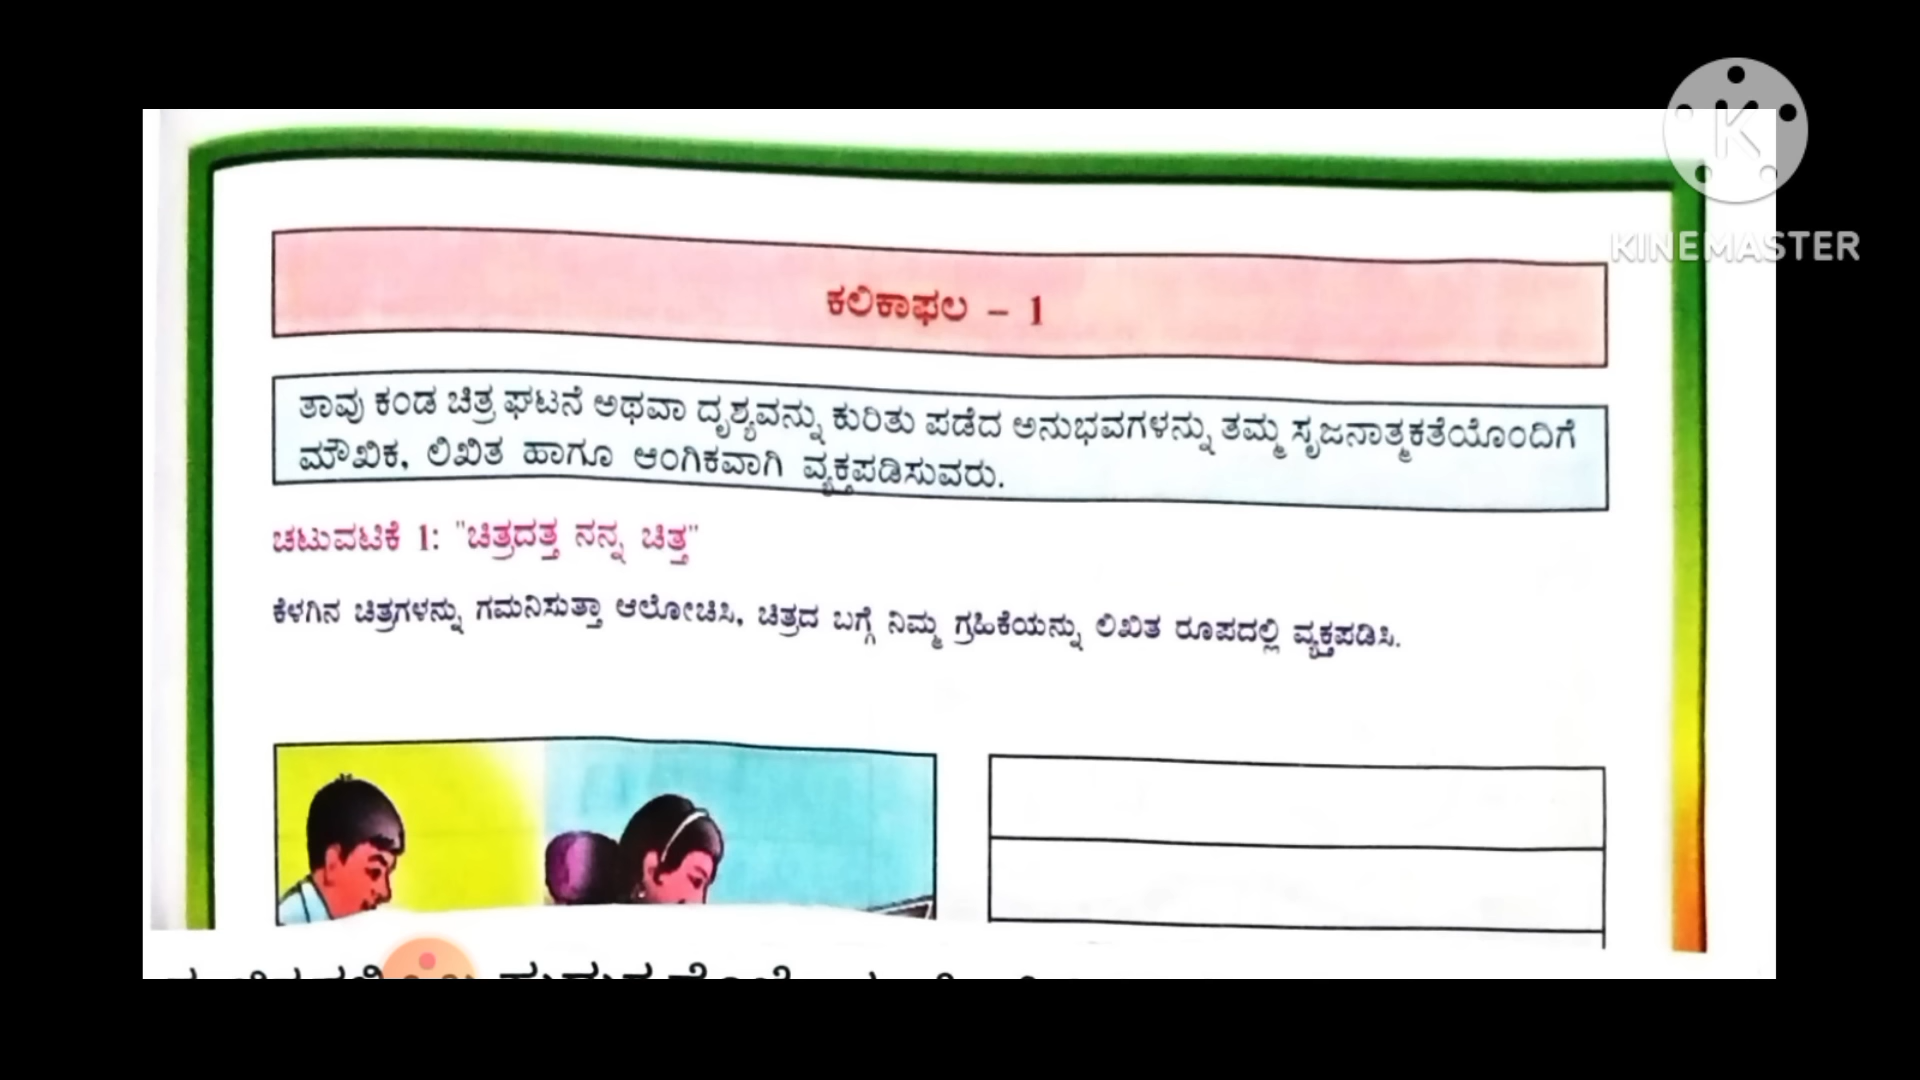 KINEMASTER
ಕಲಿಕಾಫಲ – 1
ತಾವು ಕಂಡ ಚಿತ್ರ ಘಟನೆ ಅಥವಾ ದೃಶ್ಯವನ್ನು ಕುರಿತು ಪಡೆದ ಅನುಭವಗಳನ್ನು ತಮ್ಮ ಸೃಜನಾತ್ಮಕತೆಯೊಂದಿಗೆ
ಮೌಖಿಕ, ಲಿಖಿತ ಹಾಗೂ ಆಂಗಿಕವಾಗಿ ವ್ಯಕ್ತಪಡಿಸುವರು.
ಚಟುವಟಿಕೆ 1: "ಚಿತ್ರದತ್ತ ನನ್ನ ಚಿತ್ತ"
ಕೆಳಗಿನ ಚಿತ್ರಗಳನ್ನು ಗಮನಿಸುತ್ತಾ ಆಲೋಚಿಸಿ, ಚಿತ್ರದ ಬಗ್ಗೆ ನಿಮ್ಮ ಗ್ರಹಿಕೆಯನ್ನು ಲಿಖಿತ ರೂಪದಲ್ಲಿ ವ್ಯಕ್ತಪಡಿಸಿ.